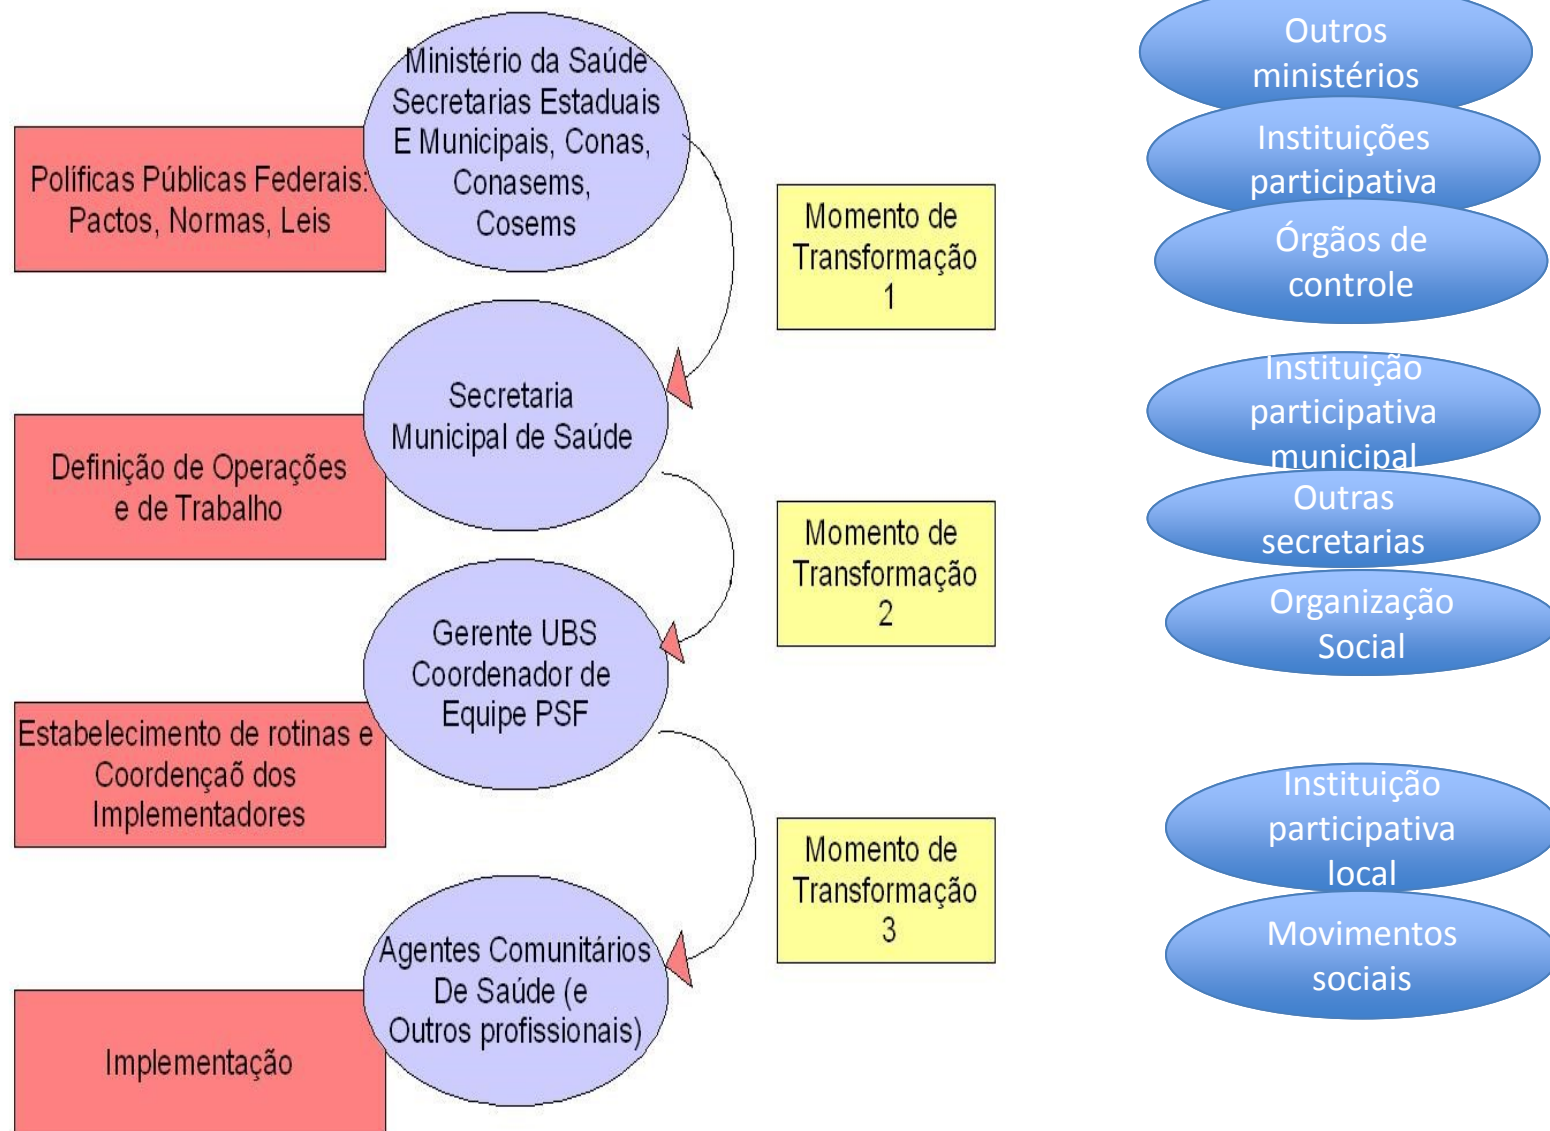 Ministério da Saúde
Secretarias Estaduais
E Municipais, Conas,
Conasems,
Cosems
Polificas Públicas Federais:
Pactos, Normas, Leis
Momento de
Transformação
1
Secretaria
Municipal de Saúde
Definição de Operações
e de Trabalho
Momento de
Transformação
2
Gerente UBS
Coordenador de
Equipe PSF
Estabelecimento de rotinas e
Coordençaõ dos
Implementadores
Momento de
Transformação
3
Agentes Comunitários
De Saúde (e
Outros profissionais)
Implementação
Outros
ministérios
Instituições
participativa
Órgãos de
controle
Instituição
participativa
municipal
Outras
secretarias
Organização
Social
Instituição
participativa
local
Movimentos
sociais